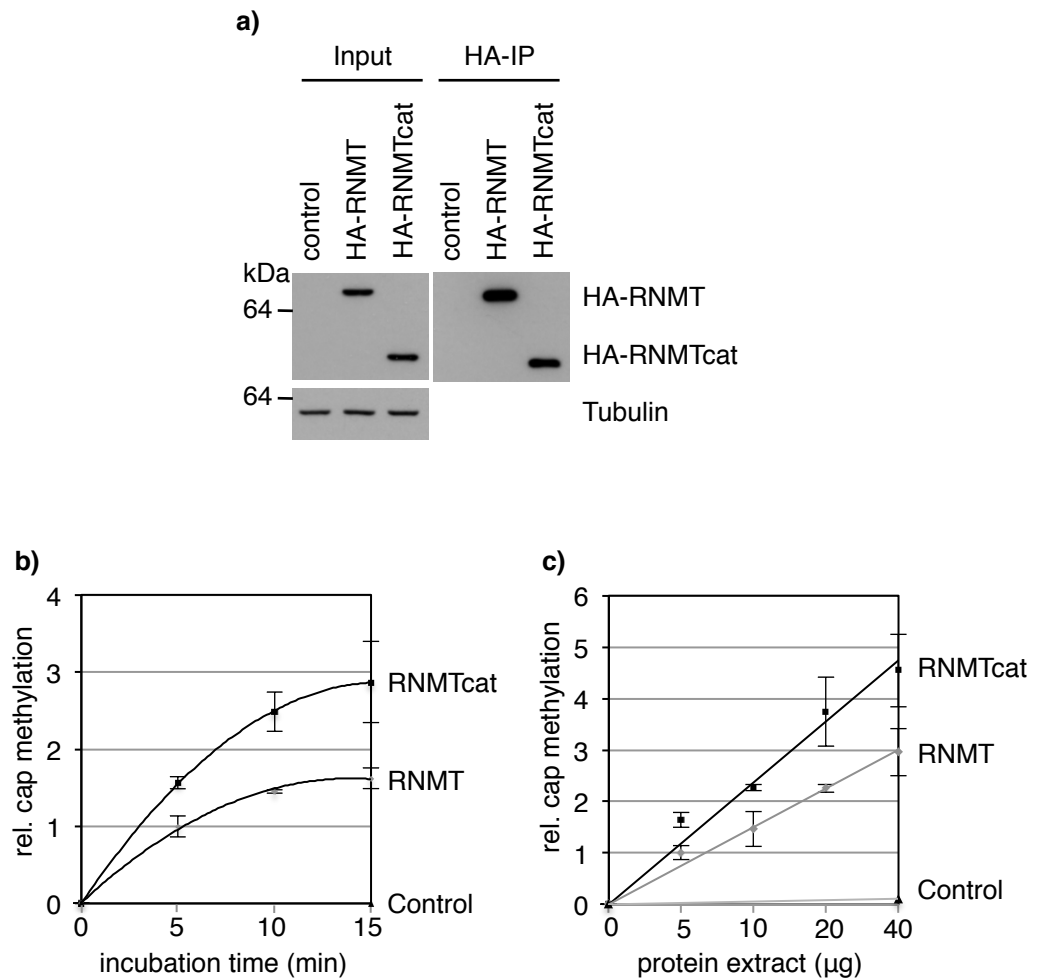 a)
Input HA-IP
control HA-RNMT HA-RNMTcat control HA-RNMT HA-RNMTcat
kDa
64
HA-RNMT
HA-RNMTcat
64
Tubulin
b)
rel. cap methylation
4
3
2
1
0
0 5 10 15
incubation time (min)
RNMTcat
RNMT
Control
c)
rel. cap methylation
6
5
4
3
2
1
0
0 5 10 20 40
protein extract (µg)
RNMTcat
RNMT
Control